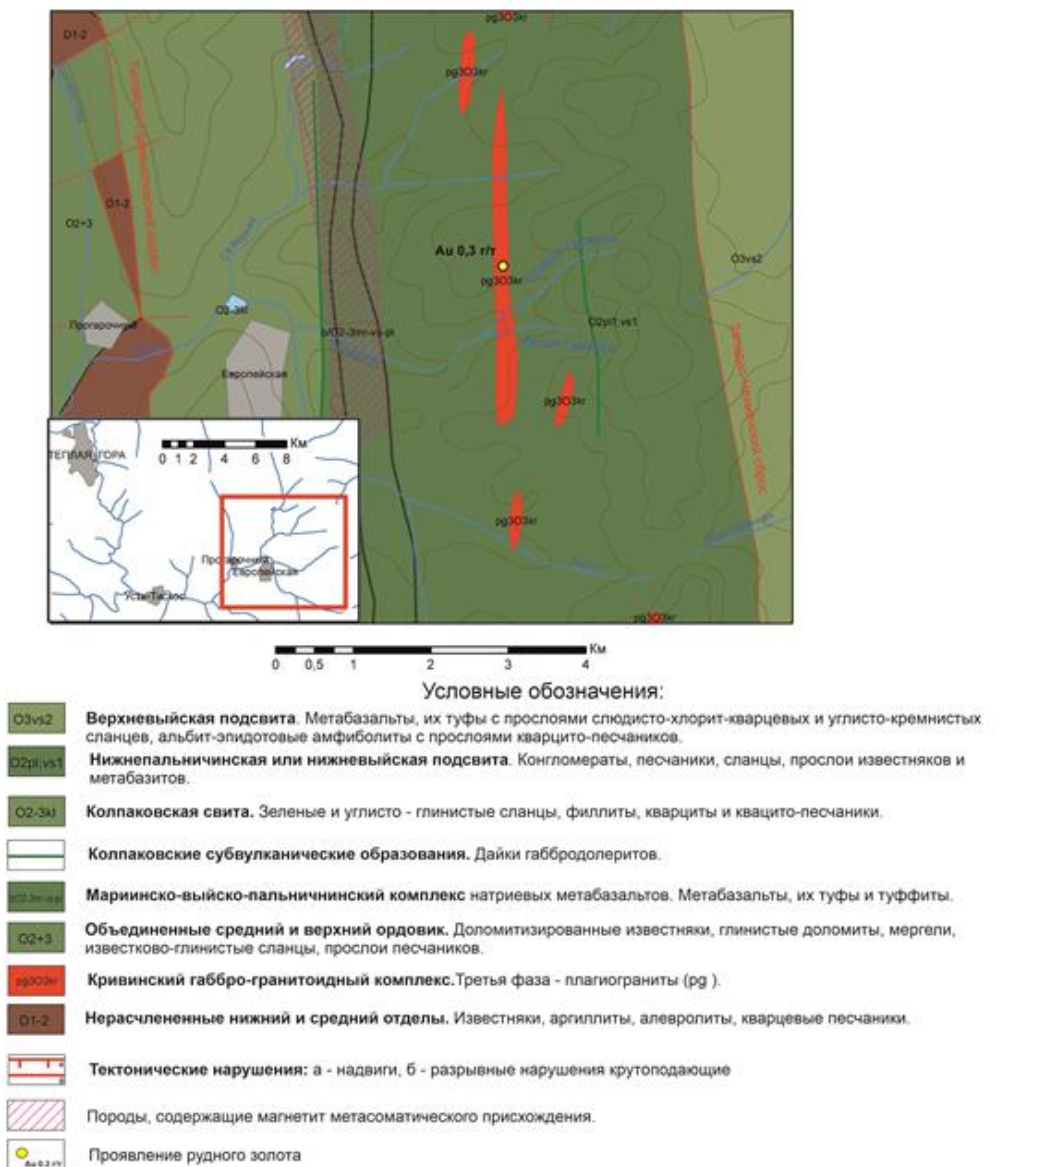 pg3O3kr
D1-2
pg3O3kr
D1-2
O2+3
Au 0,3 г/т
pg3O3kr
O3vs2
Прогарочный
O2-3kl
O2pl1;vs1
Европейская
pg3O3kr
ТЕПЛАЯ ГОРА
Км
0 1 2 4 6 8
pg3O3kr
Прогарочный
Европейская
pg3O3kr
Км
0 0,5 1 2 3 4
Условные обозначения:
O3vs2 Верхневыйская подсвита. Метабазальты, их туфы с прослоями слюдисто-хлорит-кварцевых и углисто-кремнистых
сланцев, альбит-эпидотовые амфиболиты с прослоями кварцито-песчаников.
O2pl;vs1 Нижнепальничинская или нижневыйская подсвита. Конгломераты, песчаники, сланцы, прослои известняков и
метабазитов.
O2-3kl Колпаковская свита. Зеленые и углисто - глинистые сланцы, филлиты, кварциты и квацито-песчаники.
Колпаковские субвулканические образования. Дайки габбродолеритов.
Мариинско-выйско-пальничнинский комплекс натриевых метабазальтов. Метабазальты, их туфы и туффиты.
O2+3 Объединенные средний и верхний ордовик. Доломитизированные известняки, глинистые доломиты, мергели,
известково-глинистые сланцы, прослои песчаников.
pg3O3kr Кривинский габбро-гранитоидный комплекс.Третья фаза - плагиограниты (pg ).
D1-2 Нерасчлененные нижний и средний отделы. Известняки, аргиллиты, алевролиты, кварцевые песчаники.
Тектонические нарушения: а - надвиги, б - разрывные нарушения крутоподающие
Породы, содержащие магнетит метасоматического присхождения.
Au 0,3 г/т Проявление рудного золота